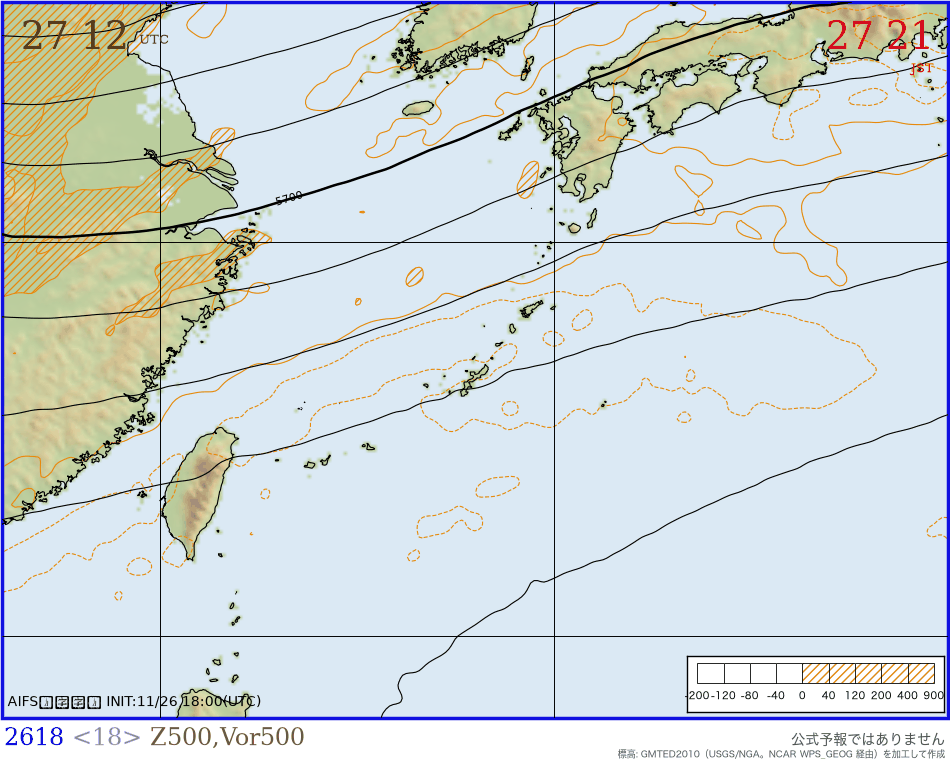 27 12 UTC
27 21
JST
5700
-200 -120 -80 -40 0 40 120 200 400 900
AIFS INIT:11/26 18:00(UTC)
2618 <18> Z500,Vor500
公式予報ではありません
標高: GMTED2010（USGS/NGA。NCAR WPS_GEOG 経由）を加工して作成